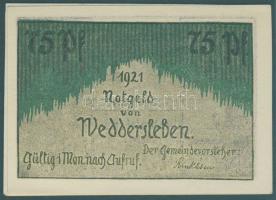 75 Pf 75 Pf
1921
Notgeld
von
Weddersleben.
Der Gemeindevorsteher:
Gültig 1 Mon. nach Aufruf.